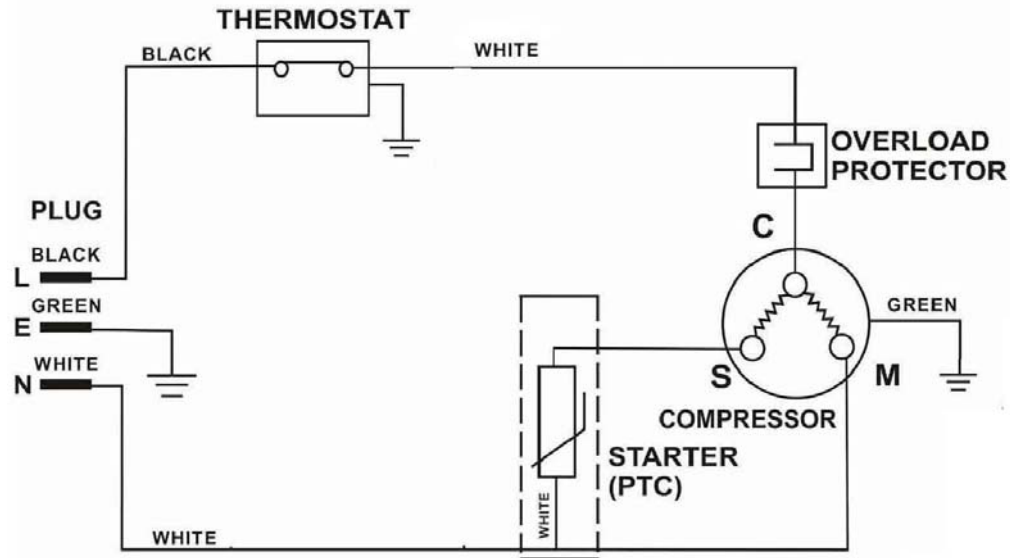 THERMOSTAT
BLACK
WHITE
OVERLOAD
PROTECTOR
PLUG
BLACK
L
GREEN
E
WHITE
N
C
GREEN
S
M
COMPRESSOR
STARTER
(PTC)
WHITE
WHITE